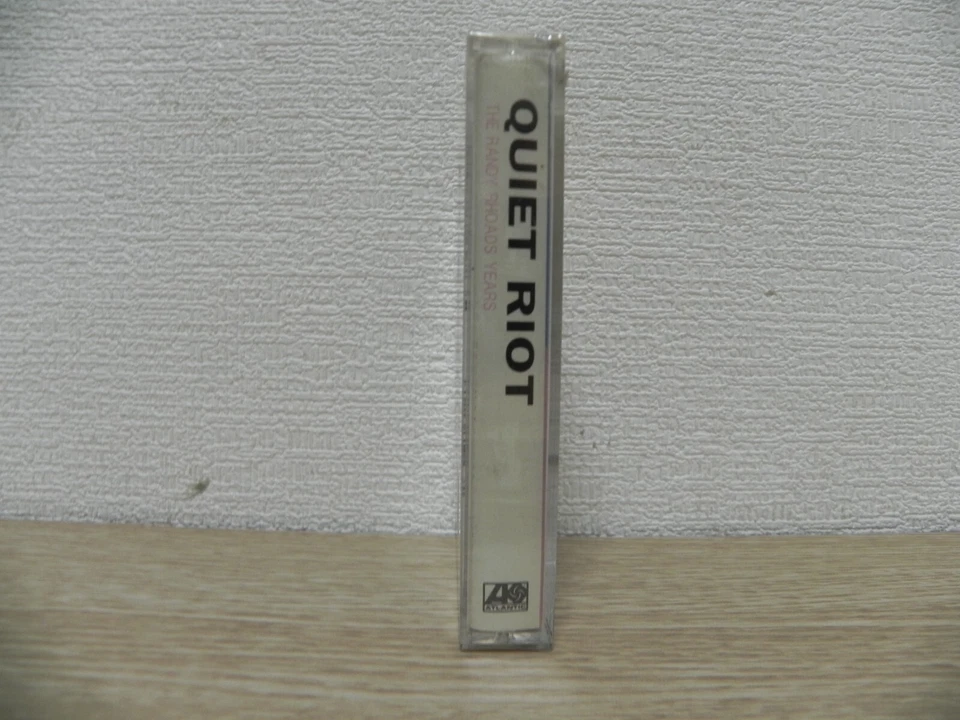 QUIET RIOT
THE RANDY RHOADS YEARS
ATLANTIC